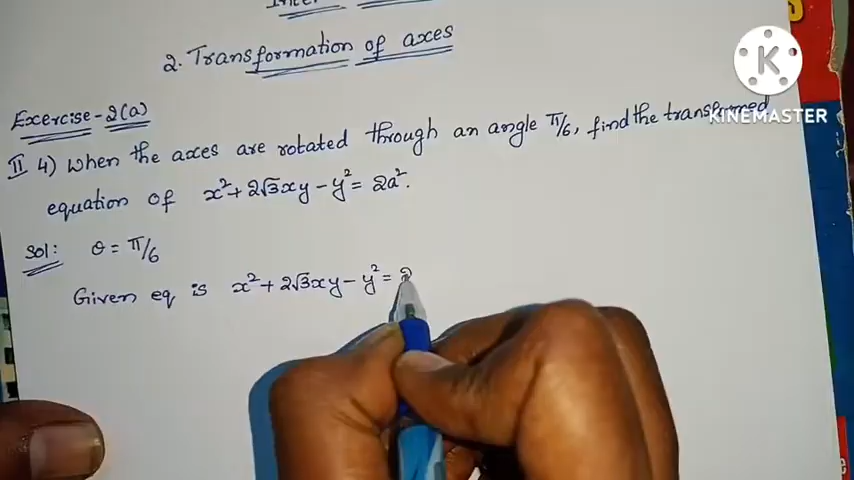 2. Transformation of axes
Excercise-2(a)
II 4) When the axes are rotated through an angle π/6, find the transformed
equation of x²+2√3xy-y²= 2a².
Sol: θ = π/6
Given eq is x²+2√3xy-y²= 2
KINEMASTER